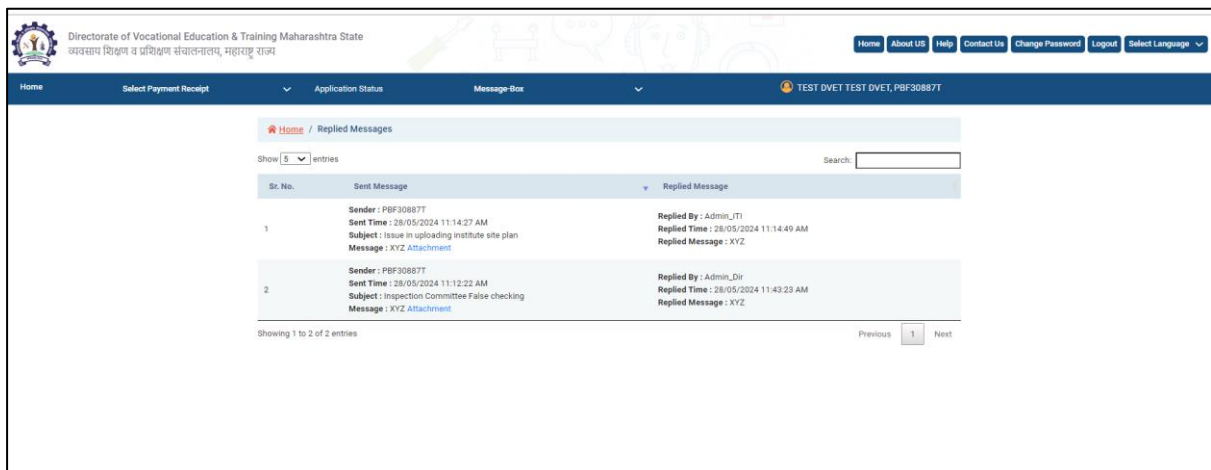 Directorate of Vocational Education & Training Maharashtra State
व्यवसाय शिक्षण व प्रशिक्षण संचालनालय, महाराष्ट्र राज्य
Home About US Help Contact Us Change Password Logout Select Language
Home Select Payment Receipt Application Status Message-Box TEST DVET TEST DVET, PBF30887T
Home / Replied Messages
Show 5 entries Search:
Sr. No. Sent Message Replied Message
1
Sender : PBF30887T
Sent Time : 28/05/2024 11:14:27 AM
Subject : Issue in uploading institute site plan
Message : XYZ Attachment
Replied By : Admin_ITI
Replied Time : 28/05/2024 11:14:49 AM
Replied Message : XYZ
2
Sender : PBF30887T
Sent Time : 28/05/2024 11:12:22 AM
Subject : Inspection Committee False checking
Message : XYZ Attachment
Replied By : Admin_Dir
Replied Time : 28/05/2024 11:43:23 AM
Replied Message : XYZ
Showing 1 to 2 of 2 entries Previous 1 Next